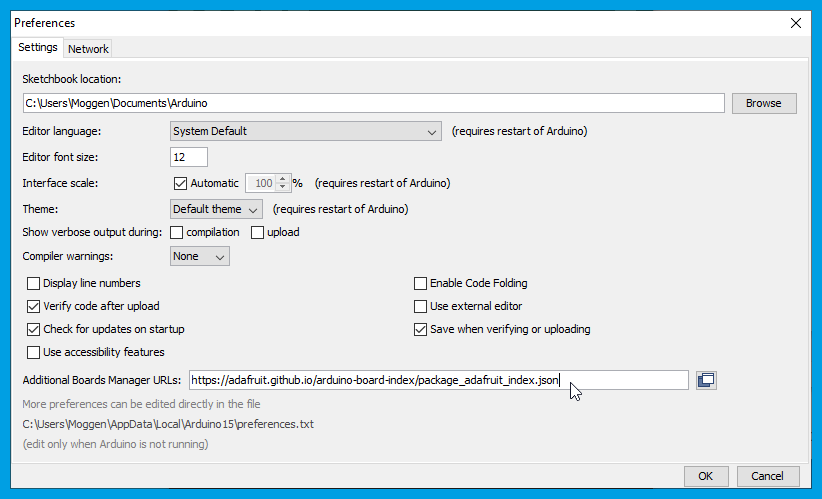 Preferences
Settings Network
Sketchbook location:
C:\Users\Moggen\Documents\Arduino Browse
Editor language: System Default (requires restart of Arduino)
Editor font size: 12
Interface scale: Automatic 100 % (requires restart of Arduino)
Theme: Default theme (requires restart of Arduino)
Show verbose output during: compilation upload
Compiler warnings: None
Display line numbers Enable Code Folding
Verify code after upload Use external editor
Check for updates on startup Save when verifying or uploading
Use accessibility features
Additional Boards Manager URLs: https://adafruit.github.io/arduino-board-index/package_adafruit_index.json
More preferences can be edited directly in the file
C:\Users\Moggen\AppData\Local\Arduino15\preferences.txt
(edit only when Arduino is not running)
OK Cancel